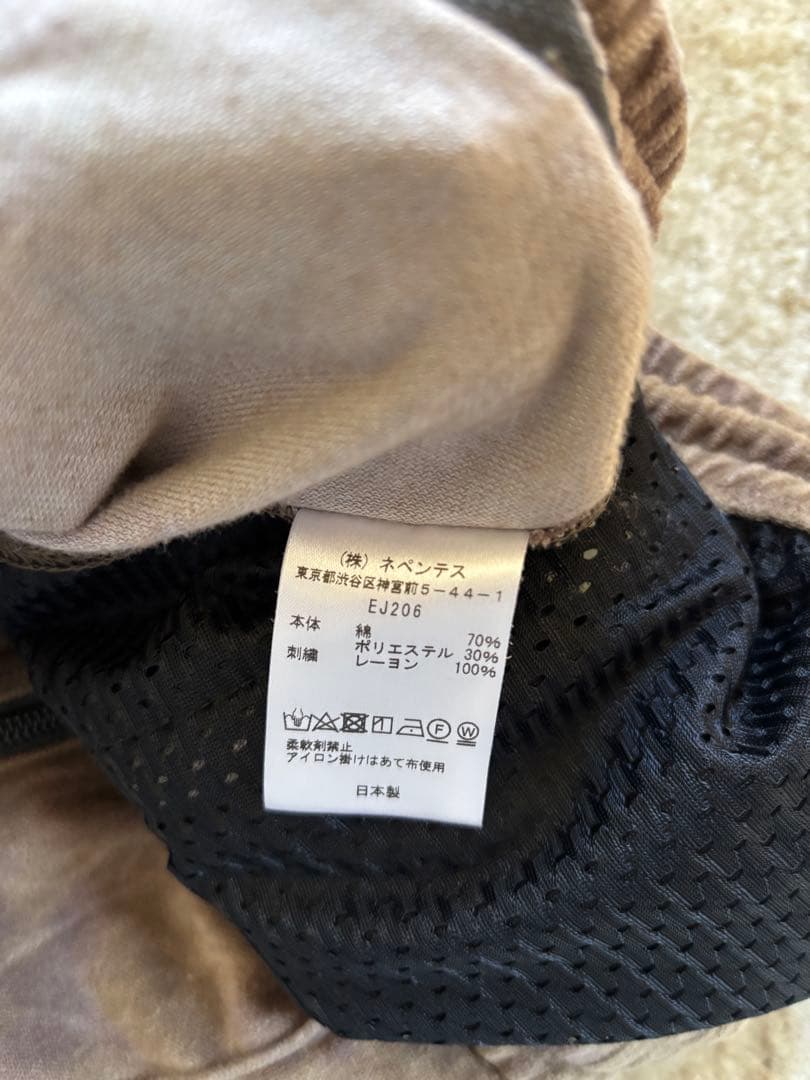 (株) ネペンテス
東京都渋谷区神宮前5-44-1
EJ206
本体 綿 70%
ポリエステル 30%
刺繍 レーヨン 100%
F W
柔軟剤禁止
アイロン掛けはあて布使用
日本製